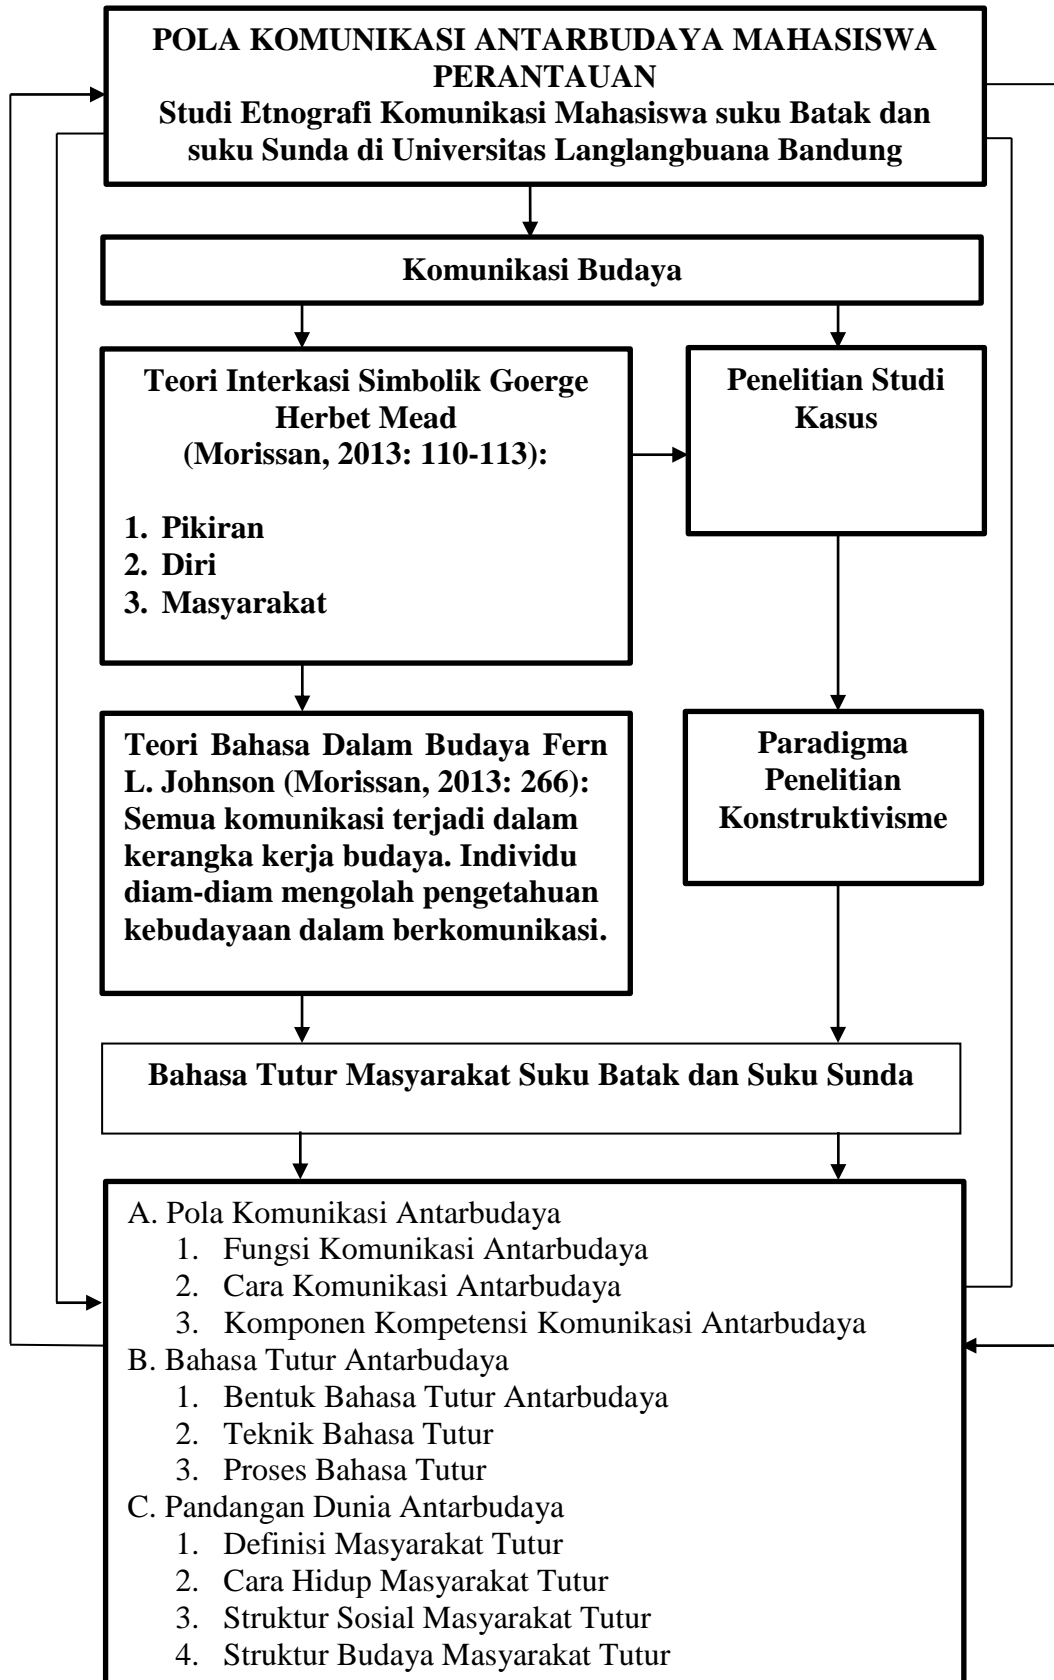 POLA KOMUNIKASI ANTARBUDAYA MAHASISWA
PERANTAUAN
Studi Etnografi Komunikasi Mahasiswa suku Batak dan
suku Sunda di Universitas Langlangbuana Bandung
Komunikasi Budaya
Teori Interkasi Simbolik Goerge
Herbet Mead
(Morissan, 2013: 110-113):
1. Pikiran
2. Diri
3. Masyarakat
Penelitian Studi
Kasus
Teori Bahasa Dalam Budaya Fern
L. Johnson (Morissan, 2013: 266):
Semua komunikasi terjadi dalam
kerangka kerja budaya. Individu
diam-diam mengolah pengetahuan
kebudayaan dalam berkomunikasi.
Paradigma
Penelitian
Konstruktivisme
Bahasa Tutur Masyarakat Suku Batak dan Suku Sunda
A. Pola Komunikasi Antarbudaya
1. Fungsi Komunikasi Antarbudaya
2. Cara Komunikasi Antarbudaya
3. Komponen Kompetensi Komunikasi Antarbudaya
B. Bahasa Tutur Antarbudaya
1. Bentuk Bahasa Tutur Antarbudaya
2. Teknik Bahasa Tutur
3. Proses Bahasa Tutur
C. Pandangan Dunia Antarbudaya
1. Definisi Masyarakat Tutur
2. Cara Hidup Masyarakat Tutur
3. Struktur Sosial Masyarakat Tutur
4. Struktur Budaya Masyarakat Tutur